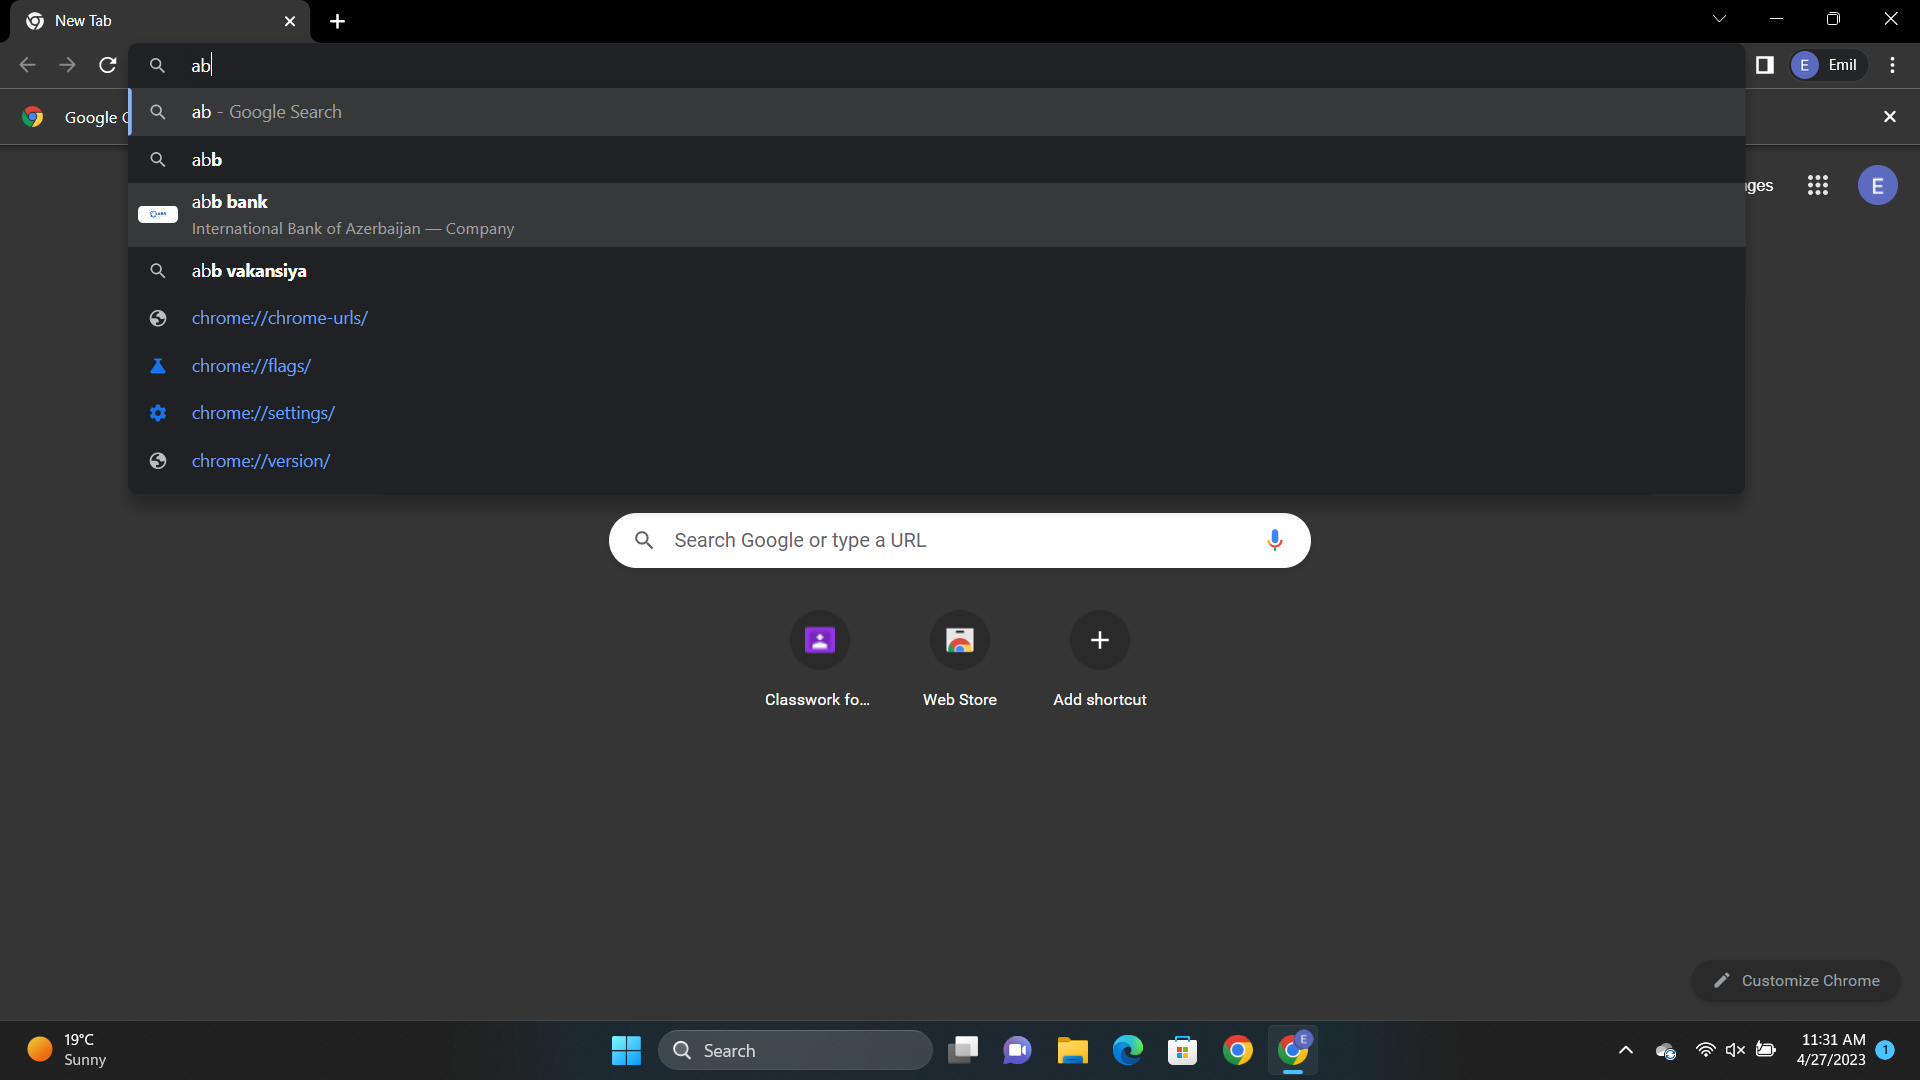 New Tab
ab
E
Emil
ab - Google Search
Google
abb
abb bank
International Bank of Azerbaijan — Company
E
abb vakansiya
chrome://chrome-urls/
chrome://flags/
chrome://settings/
chrome://version/
Search Google or type a URL
Classwork fo...
Web Store
Add shortcut
Customize Chrome
19°C
Sunny
Search
E
11:31 AM
4/27/2023
1